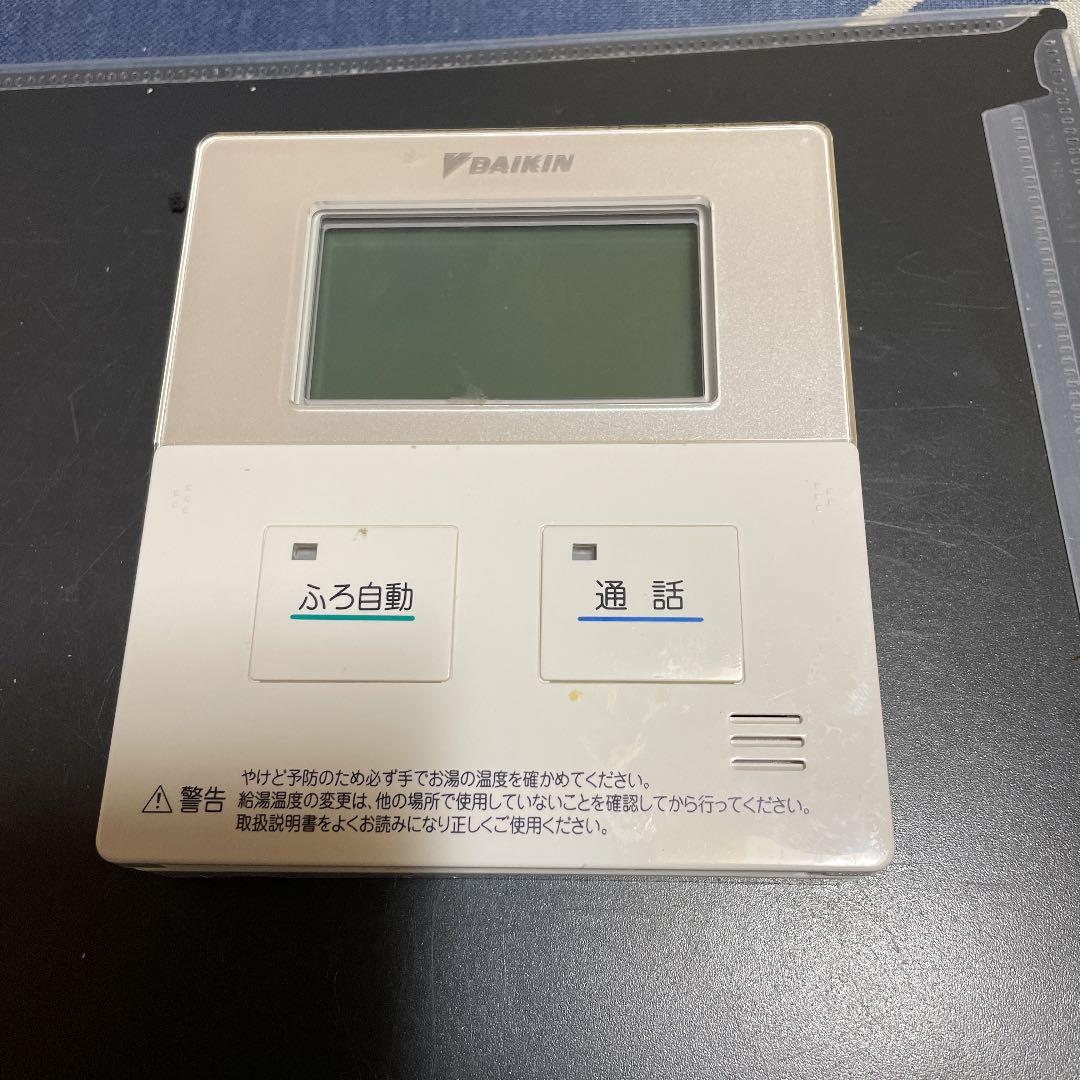 DAIKIN
ふろ自動
通話
警告
やけど予防のため必ず手でお湯の温度を確かめてください。
給湯温度の変更は、他の場所で使用していないことを確認してから行ってください。
取扱説明書をよくお読みになり正しくご使用ください。